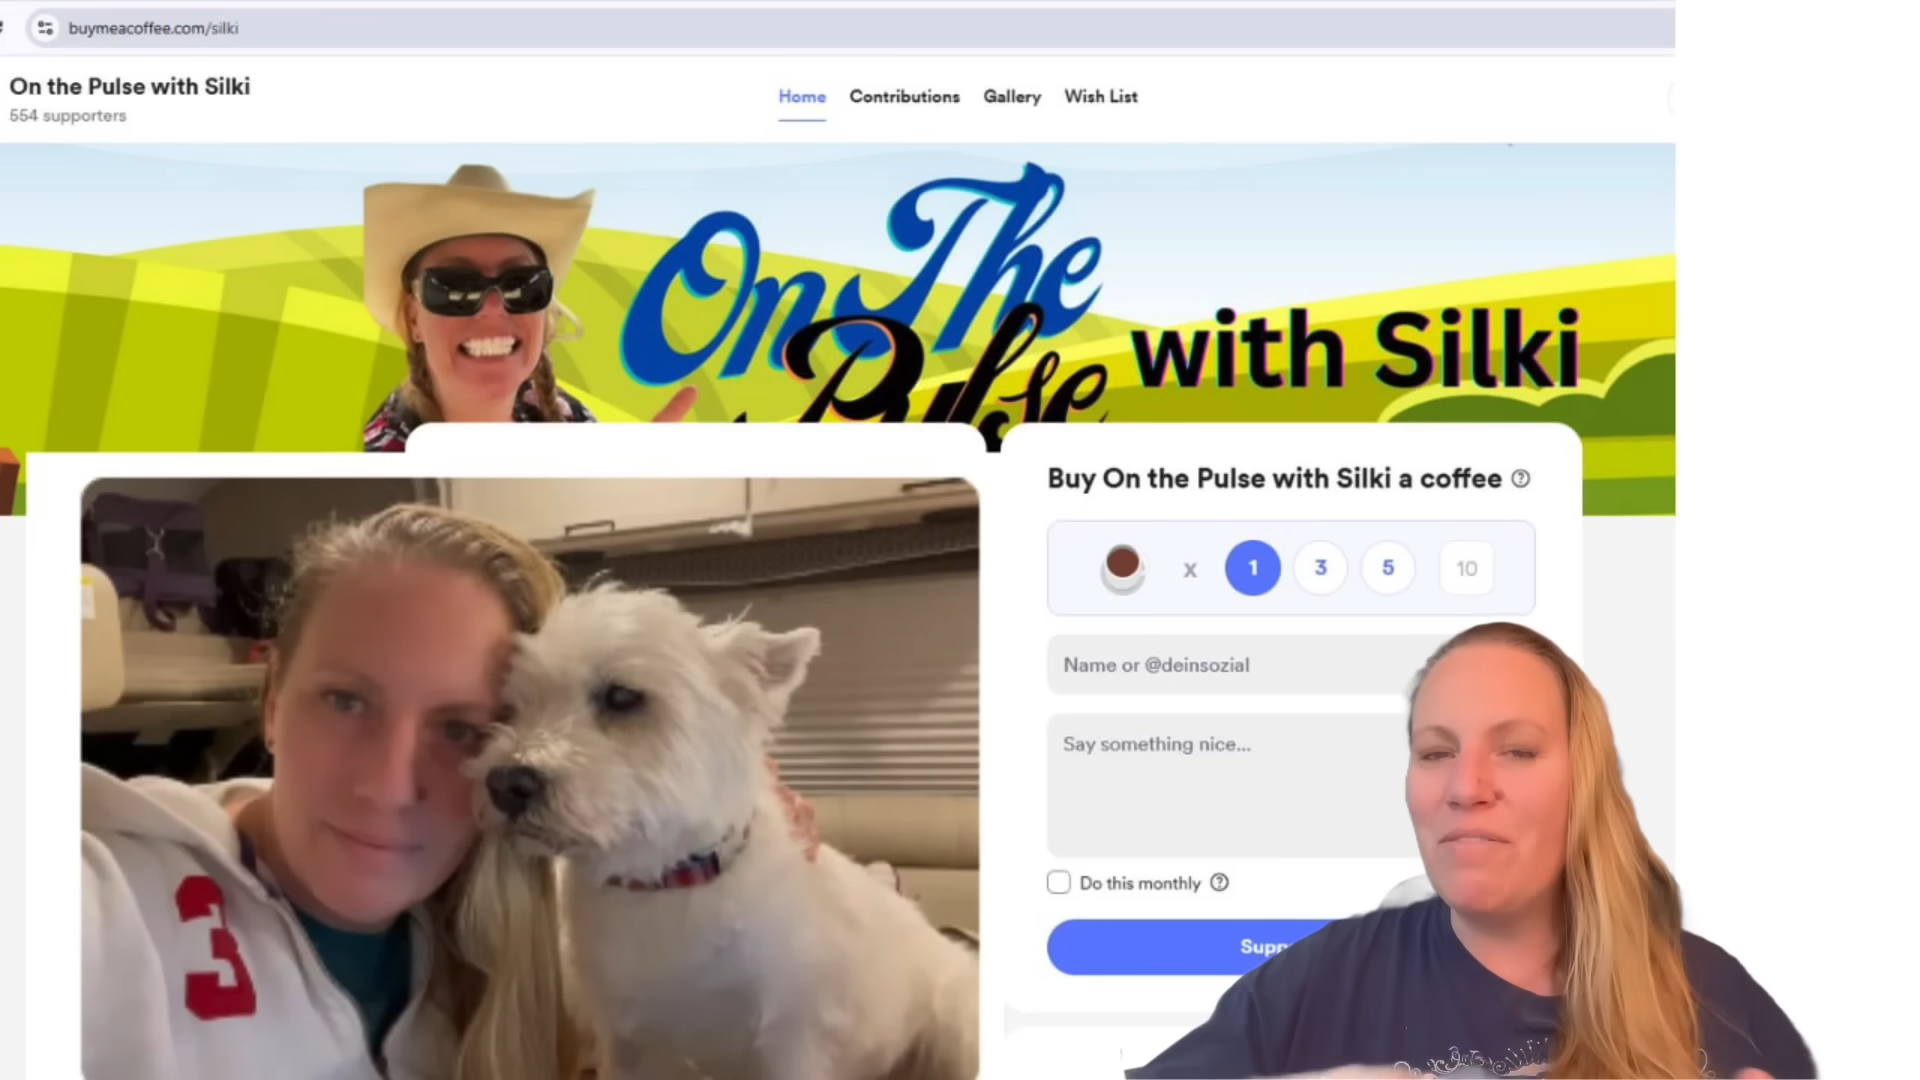 buymeacoffee.com/silki
On the Pulse with Silki
554 supporters
Home Contributions Gallery Wish List
On The
Pulse with Silki
Buy On the Pulse with Silki a coffee
x 1 3 5 10
Name or @deinsozial
Say something nice...
Do this monthly
Supp
3